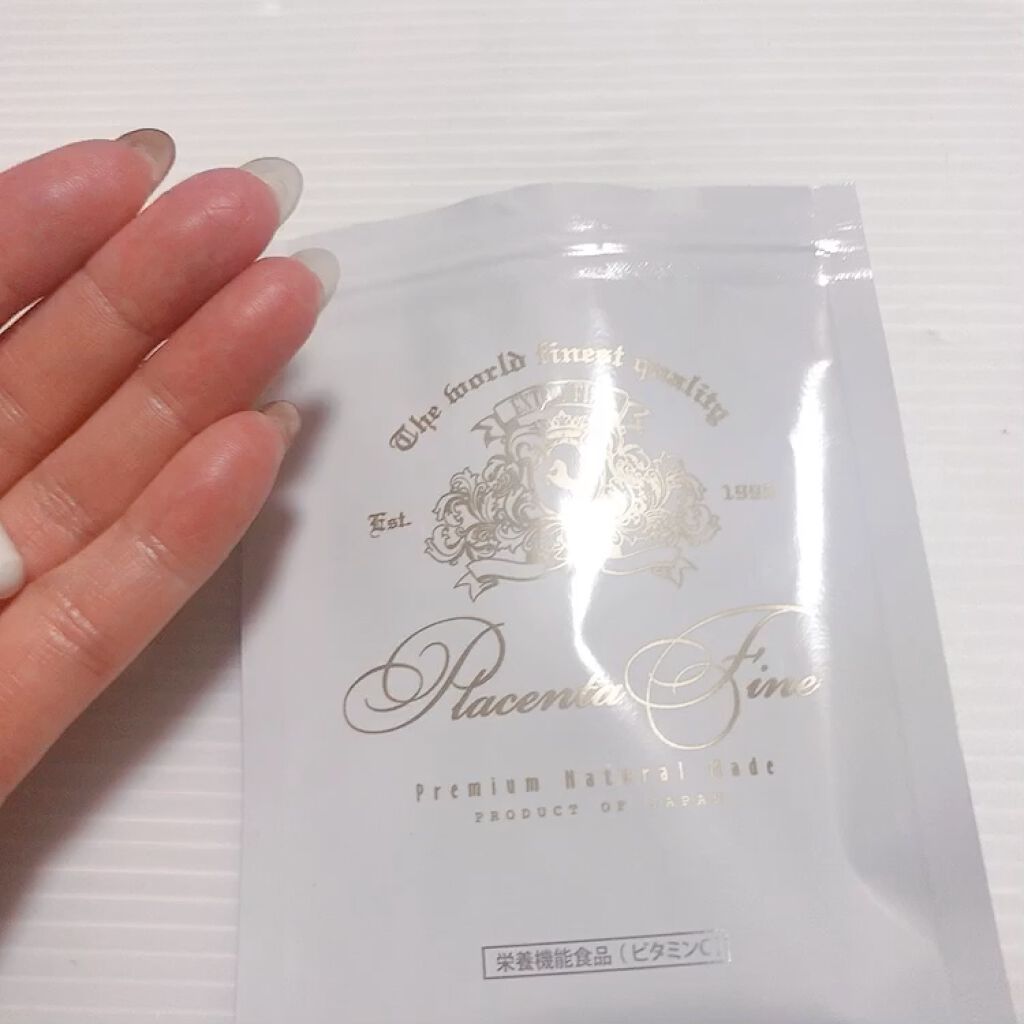 The world finest quality
Est.
Placenta Fine
Premium Natural Made
PRODUCT OF JAPAN
栄養機能食品（ビタミンC）